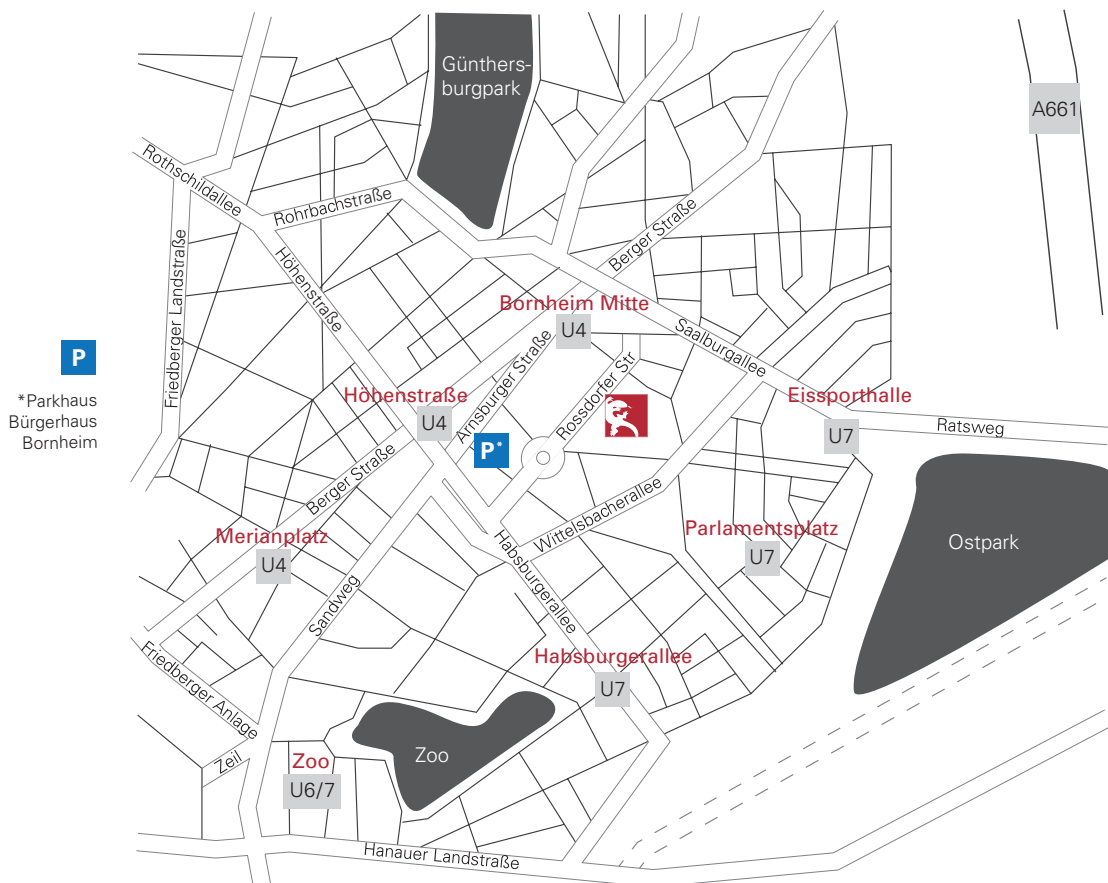 Günthers-
burgpark
A661
Rothschildallee
Rohrbachstraße
Friedberger Landstraße
Höhenstraße
Berger Straße
Bornheim Mitte
U4
Saalburgallee
P
*Parkhaus
Bürgerhaus
Bornheim
Höhenstraße
U4
Arnsburger Straße
Rossdorfer Str
Eissporthalle
U7
Ratsweg
P*
Berger Straße
Wittelsbacherallee
Merianplatz
U4
Parlamentsplatz
U7
Ostpark
Habsburgerallee
Sandweg
Habsburgerallee
U7
Friedberger Anlage
Zeil
Zoo
U6/7
Zoo
Hanauer Landstraße